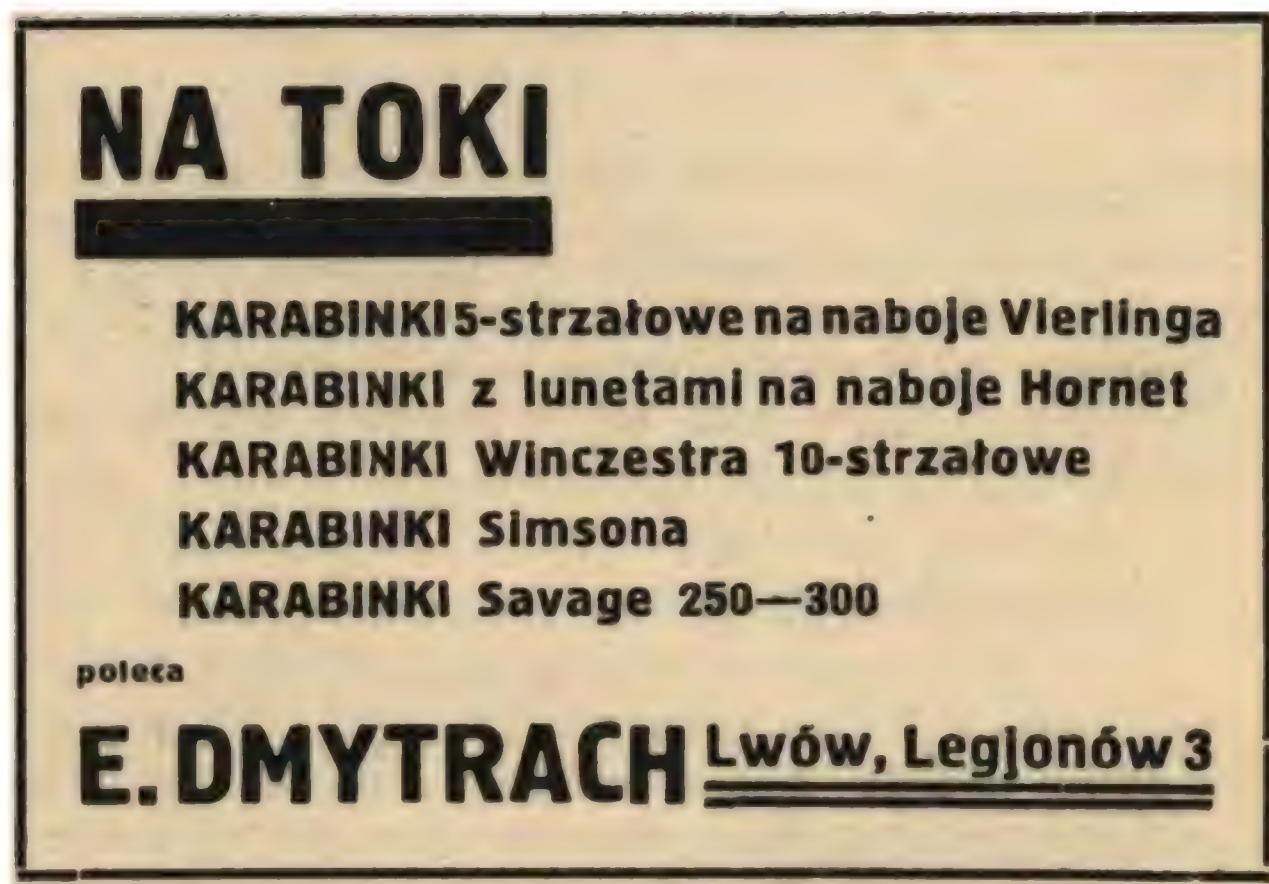 NA TOKI
KARABINKI 5-strzałowe na naboje Vierlinga
KARABINKI z lunetami na naboje Hornet
KARABINKI Winczestra 10-strzałowe
KARABINKI Simsona
KARABINKI Savage 250—300
poleca
E. DMYTRACH Lwów, Legjonów 3